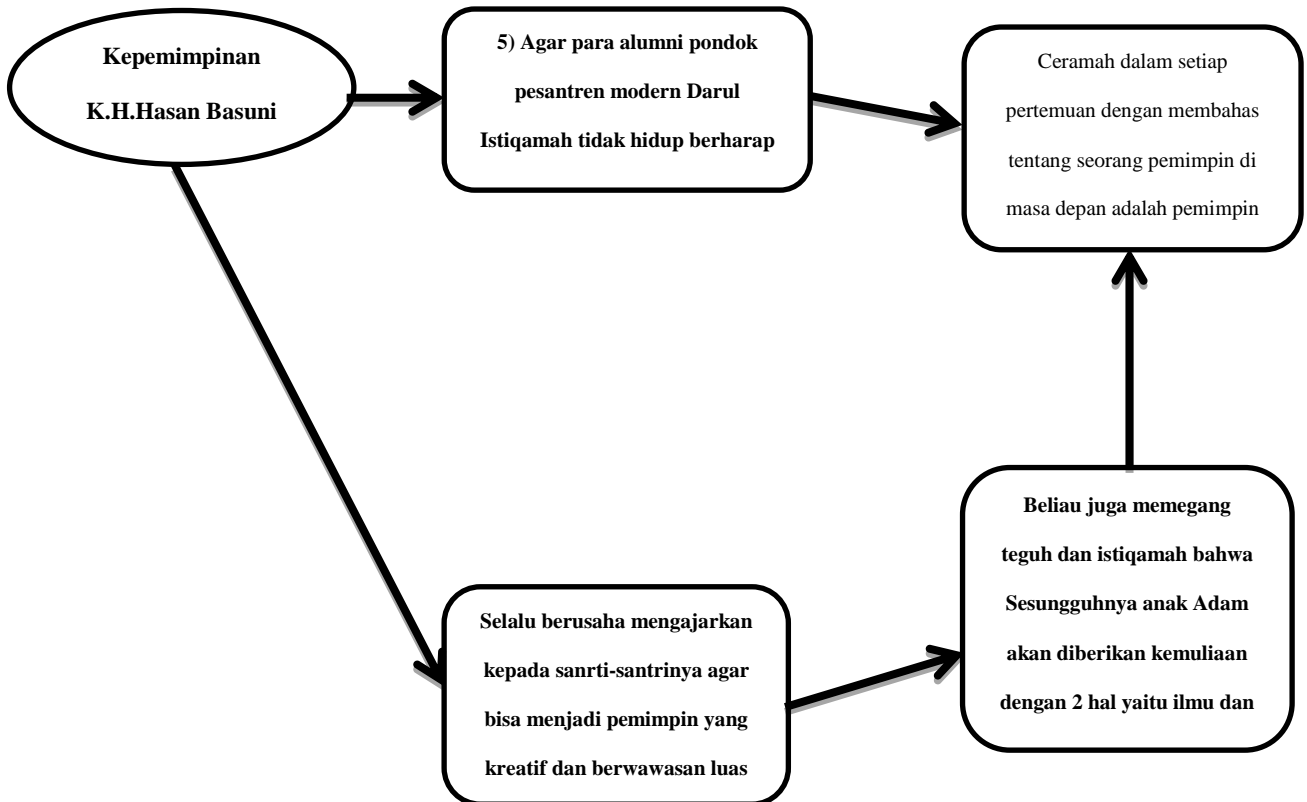 Kepemimpinan
K.H.Hasan Basuni
5) Agar para alumni pondok
pesantren modern Darul
Istiqamah tidak hidup berharap
Ceramah dalam setiap
pertemuan dengan membahas
tentang seorang pemimpin di
masa depan adalah pemimpin
Selalu berusaha mengajarkan
kepada sanrti-santrinya agar
bisa menjadi pemimpin yang
kreatif dan berwawasan luas
Beliau juga memegang
teguh dan istiqamah bahwa
Sesungguhnya anak Adam
akan diberikan kemuliaan
dengan 2 hal yaitu ilmu dan